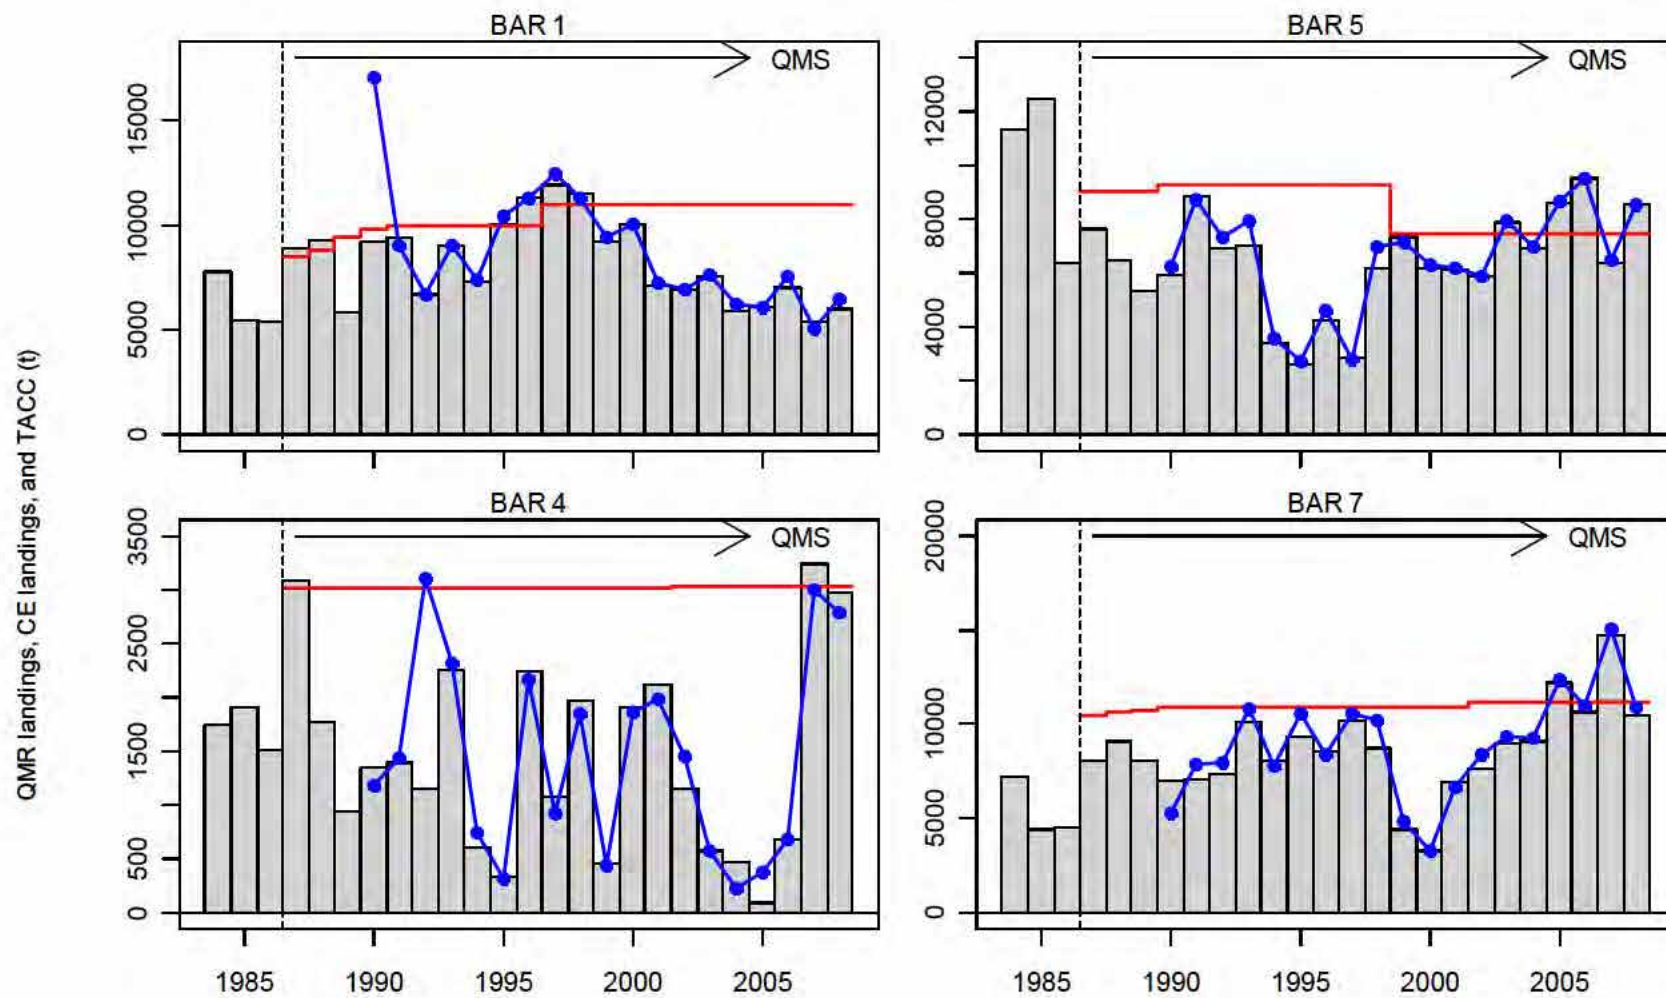 QMR landings, CE landings, and TACC (t)
BAR 1
QMS
15000
10000
5000
0
BAR 5
QMS
12000
8000
4000
0
BAR 4
QMS
3500
2500
1500
500
0
1985 1990 1995 2000 2005
BAR 7
QMS
20000
10000
5000
0
1985 1990 1995 2000 2005